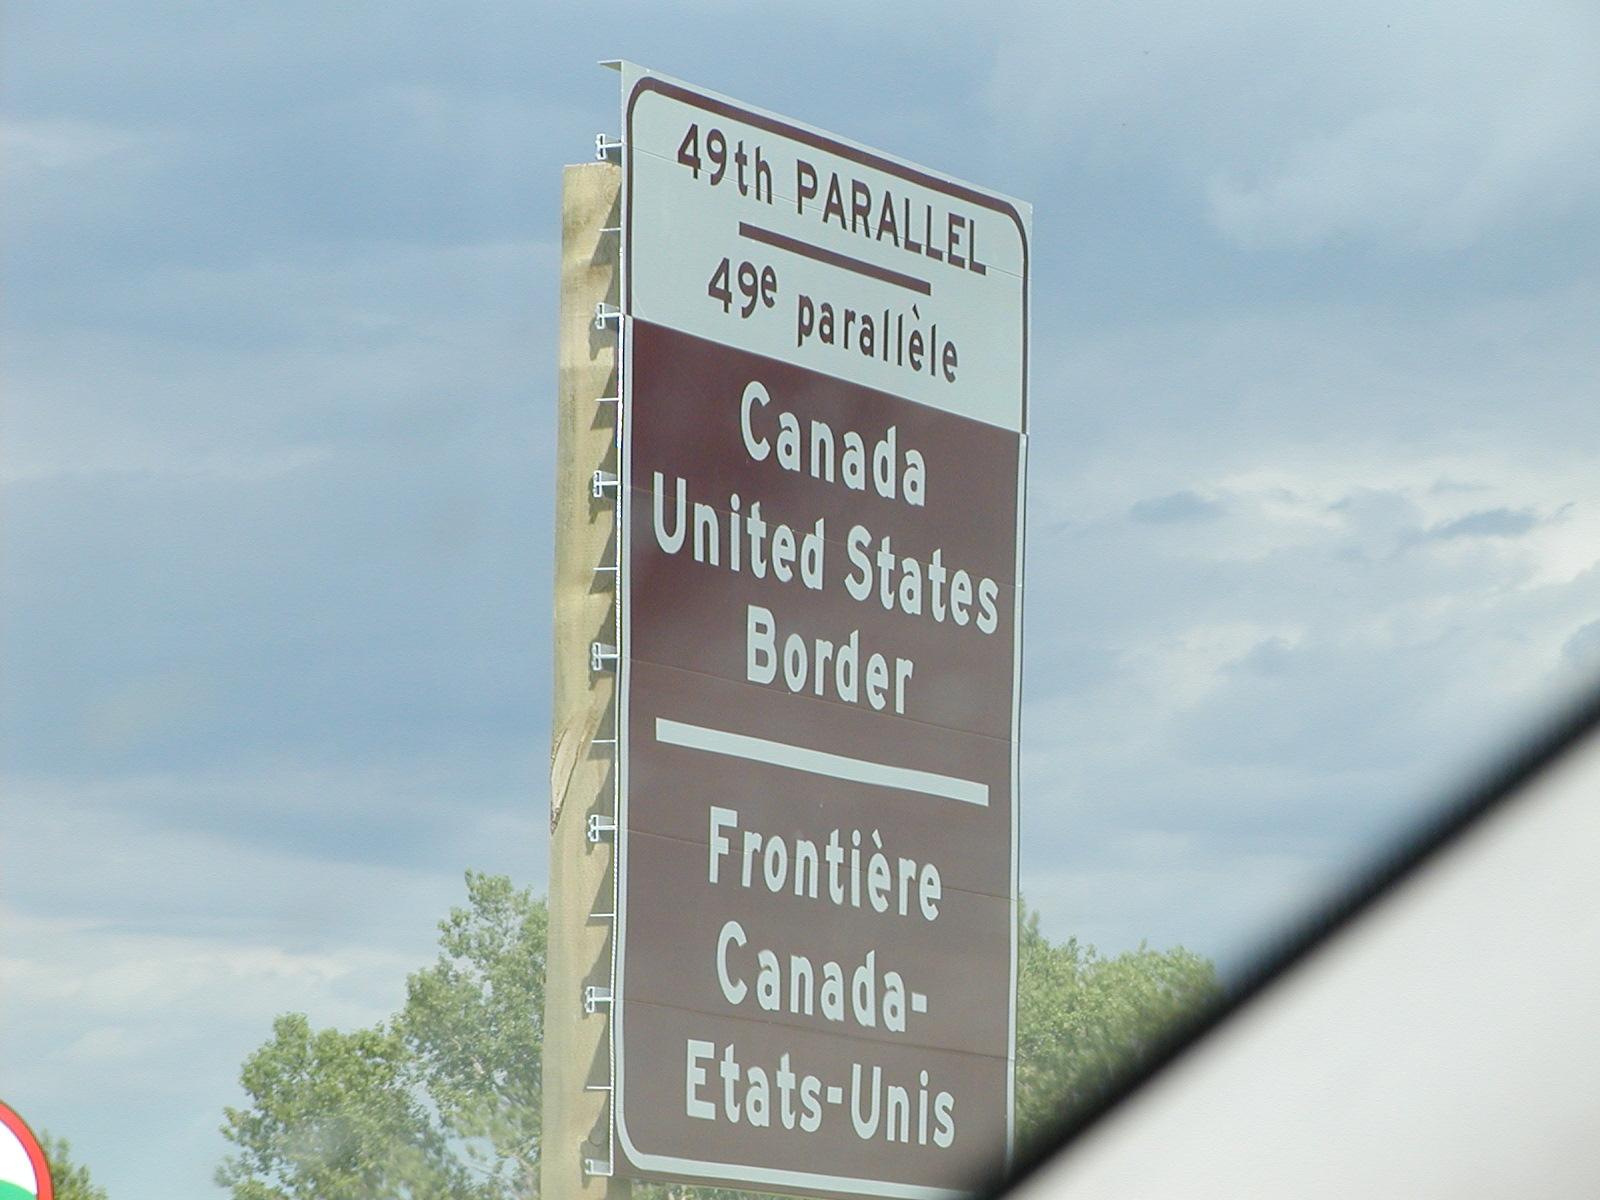 49th PARALLEL
49e parallèle
Canada
United States
Border
Frontière
Canada-
Etats-Unis